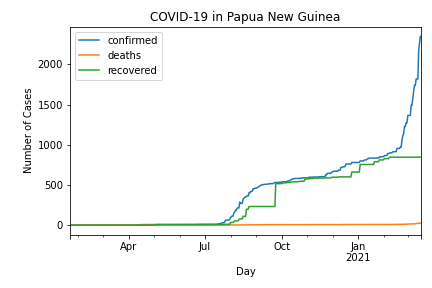 COVID-19 in Papua New Guinea
confirmed
deaths
recovered
Number of Cases
2000
1500
1000
500
0
Apr
Jul
Oct
Jan
2021
Day